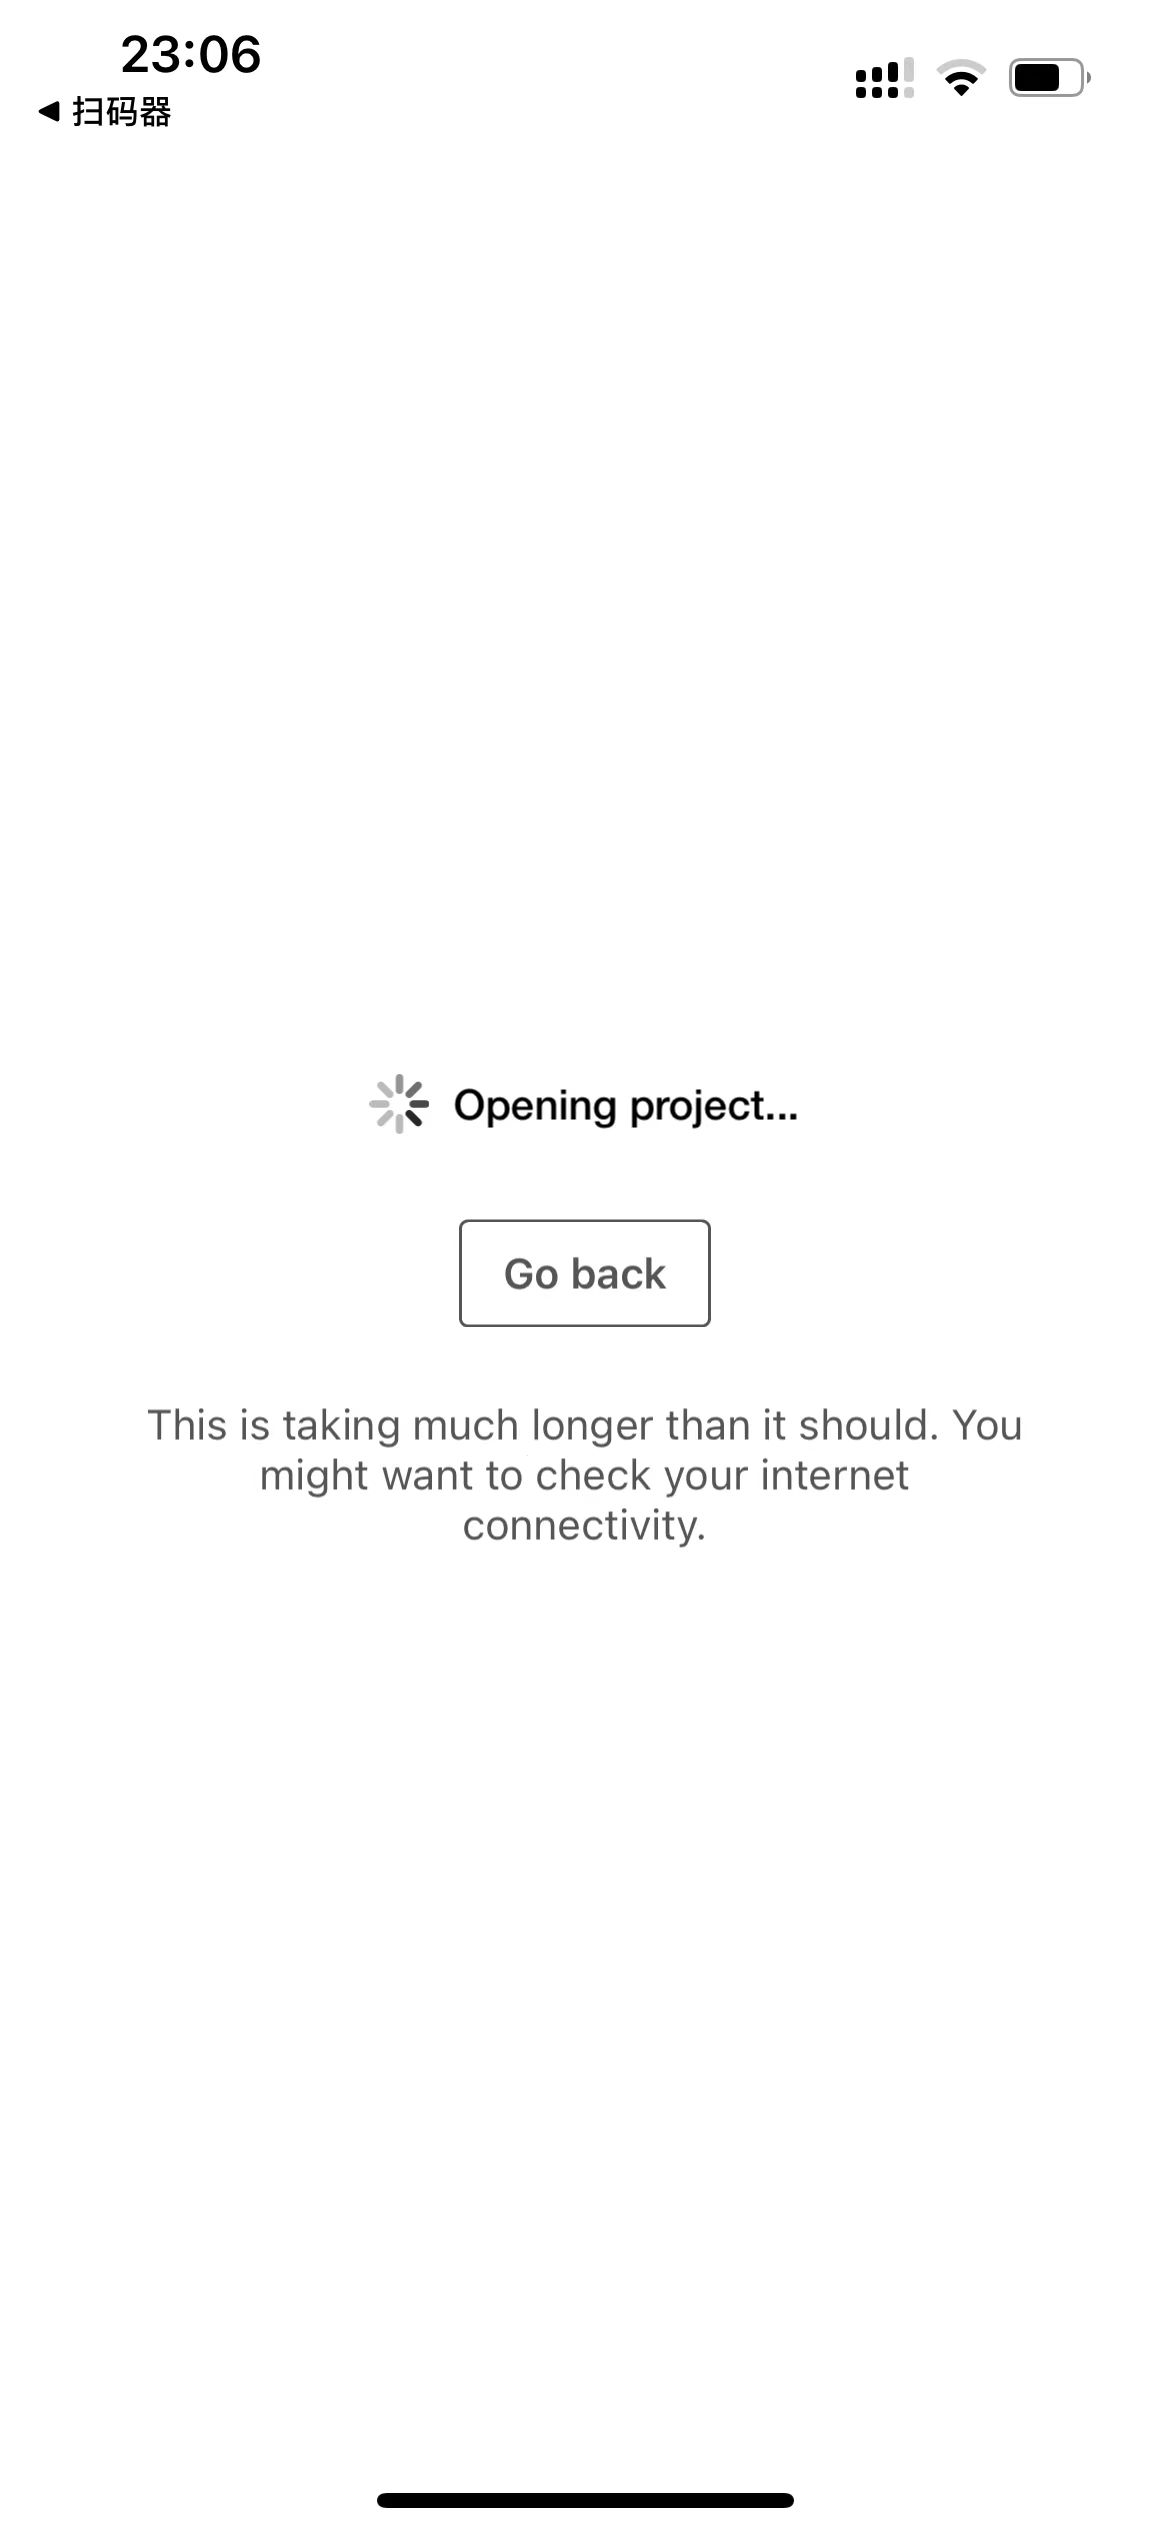 23:06
◀ 扫码器
Opening project...
Go back
This is taking much longer than it should. You
might want to check your internet
connectivity.